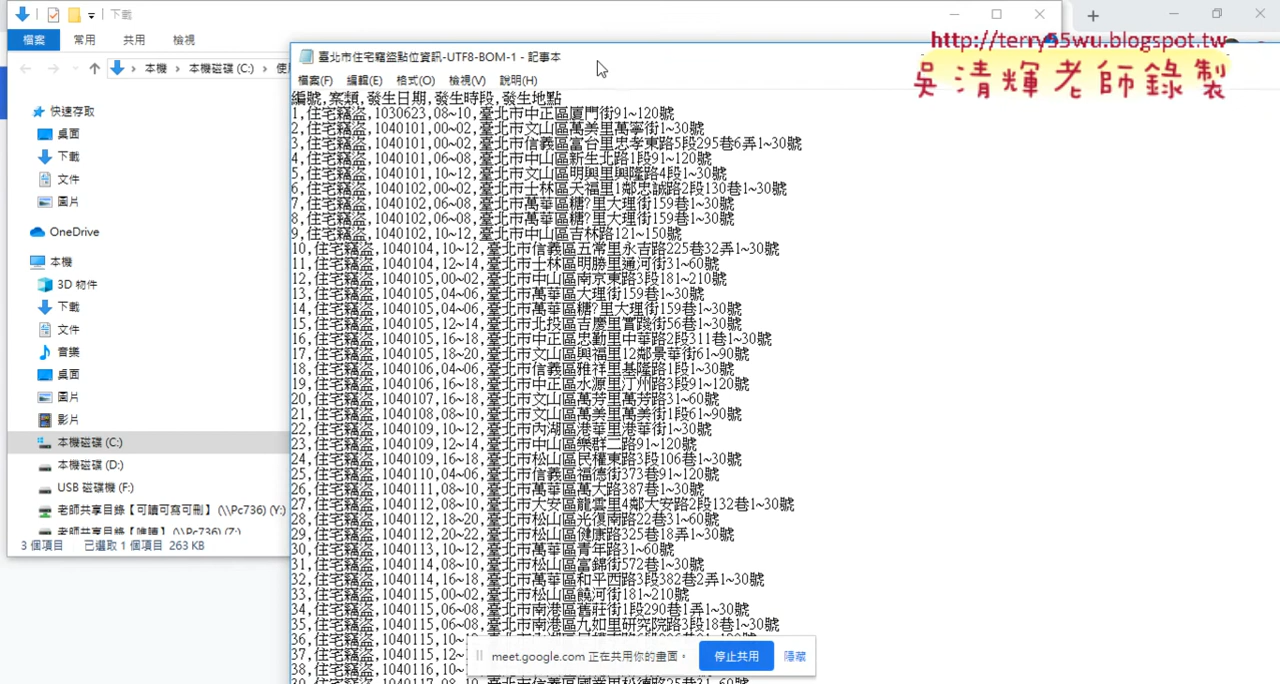 下載
檔案 常用 共用 檢視
本機 > 本機磁碟 (C:) > 使
快速存取
桌面
下載
文件
圖片
OneDrive
本機
3D 物件
下載
文件
音樂
桌面
圖片
影片
本機磁碟 (C:)
本機磁碟 (D:)
USB 磁碟機 (F:)
老師共享目錄【可讀可寫可刪】 (\\Pc736) (Y:)
老師共享目錄【唯讀】 (\\Pc736) (Z:)
3 個項目 已選取 1 個項目 263 KB
臺北市住宅竊盜點位資訊-UTF8-BOM-1 - 記事本
檔案(F) 編輯(E) 格式(O) 檢視(V) 說明(H)
編號,案類,發生日期,發生時段,發生地點
1,住宅竊盜,1030623,08~10,臺北市中正區廈門街91~120號
2,住宅竊盜,1040101,00~02,臺北市文山區萬美里萬寧街1~30號
3,住宅竊盜,1040101,00~02,臺北市信義區富台里忠孝東路5段295巷6弄1~30號
4,住宅竊盜,1040101,06~08,臺北市中山區新生北路1段91~120號
5,住宅竊盜,1040101,10~12,臺北市文山區明興里興隆路4段1~30號
6,住宅竊盜,1040102,00~02,臺北市士林區天福里1鄰忠誠路2段130巷1~30號
7,住宅竊盜,1040102,06~08,臺北市萬華區糖?里大理街159巷1~30號
8,住宅竊盜,1040102,06~08,臺北市萬華區糖?里大理街159巷1~30號
9,住宅竊盜,1040102,10~12,臺北市中山區吉林路121~150號
10,住宅竊盜,1040104,10~12,臺北市信義區五常里永吉路225巷32弄1~30號
11,住宅竊盜,1040104,12~14,臺北市士林區明勝里通河街31~60號
12,住宅竊盜,1040105,00~02,臺北市中山區南京東路3段181~210號
13,住宅竊盜,1040105,04~06,臺北市萬華區大理街159巷1~30號
14,住宅竊盜,1040105,04~06,臺北市萬華區糖?里大理街159巷1~30號
15,住宅竊盜,1040105,12~14,臺北市北投區吉慶里實踐街56巷1~30號
16,住宅竊盜,1040105,16~18,臺北市中正區忠勤里中華路2段311巷1~30號
17,住宅竊盜,1040105,18~20,臺北市文山區興福里12鄰景華街61~90號
18,住宅竊盜,1040106,04~06,臺北市信義區雅祥里基隆路1段1~30號
19,住宅竊盜,1040106,16~18,臺北市中正區水源里汀州路3段91~120號
20,住宅竊盜,1040107,16~18,臺北市文山區萬芳里萬芳路31~60號
21,住宅竊盜,1040108,08~10,臺北市文山區萬美里萬美街1段61~90號
22,住宅竊盜,1040109,10~12,臺北市內湖區港華里港華街1~30號
23,住宅竊盜,1040109,12~14,臺北市中山區樂群二路91~120號
24,住宅竊盜,1040109,16~18,臺北市松山區民權東路3段106巷1~30號
25,住宅竊盜,1040110,04~06,臺北市信義區福德街373巷91~120號
26,住宅竊盜,1040111,08~10,臺北市萬華區萬大路387巷1~30號
27,住宅竊盜,1040112,08~10,臺北市大安區龍雲里4鄰大安路2段132巷1~30號
28,住宅竊盜,1040112,18~20,臺北市松山區光復南路22巷31~60號
29,住宅竊盜,1040112,20~22,臺北市松山區健康路325巷18弄1~30號
30,住宅竊盜,1040113,10~12,臺北市萬華區青年路31~60號
31,住宅竊盜,1040114,08~10,臺北市松山區富錦街572巷1~30號
32,住宅竊盜,1040114,16~18,臺北市萬華區和平西路3段382巷2弄1~30號
33,住宅竊盜,1040115,00~02,臺北市松山區饒河街181~210號
34,住宅竊盜,1040115,06~08,臺北市南港區舊莊街1段290巷1弄1~30號
35,住宅竊盜,1040115,06~08,臺北市南港區九如里研究院路3段18巷1~30號
36,住宅竊盜,1040115,10~
37,住宅竊盜,1040115,12~
38,住宅竊盜,1040116,10~
meet.google.com 正在共用你的畫面。 停止共用 隱藏
http://terry55wu.blogspot.tw
吳清輝老師錄製